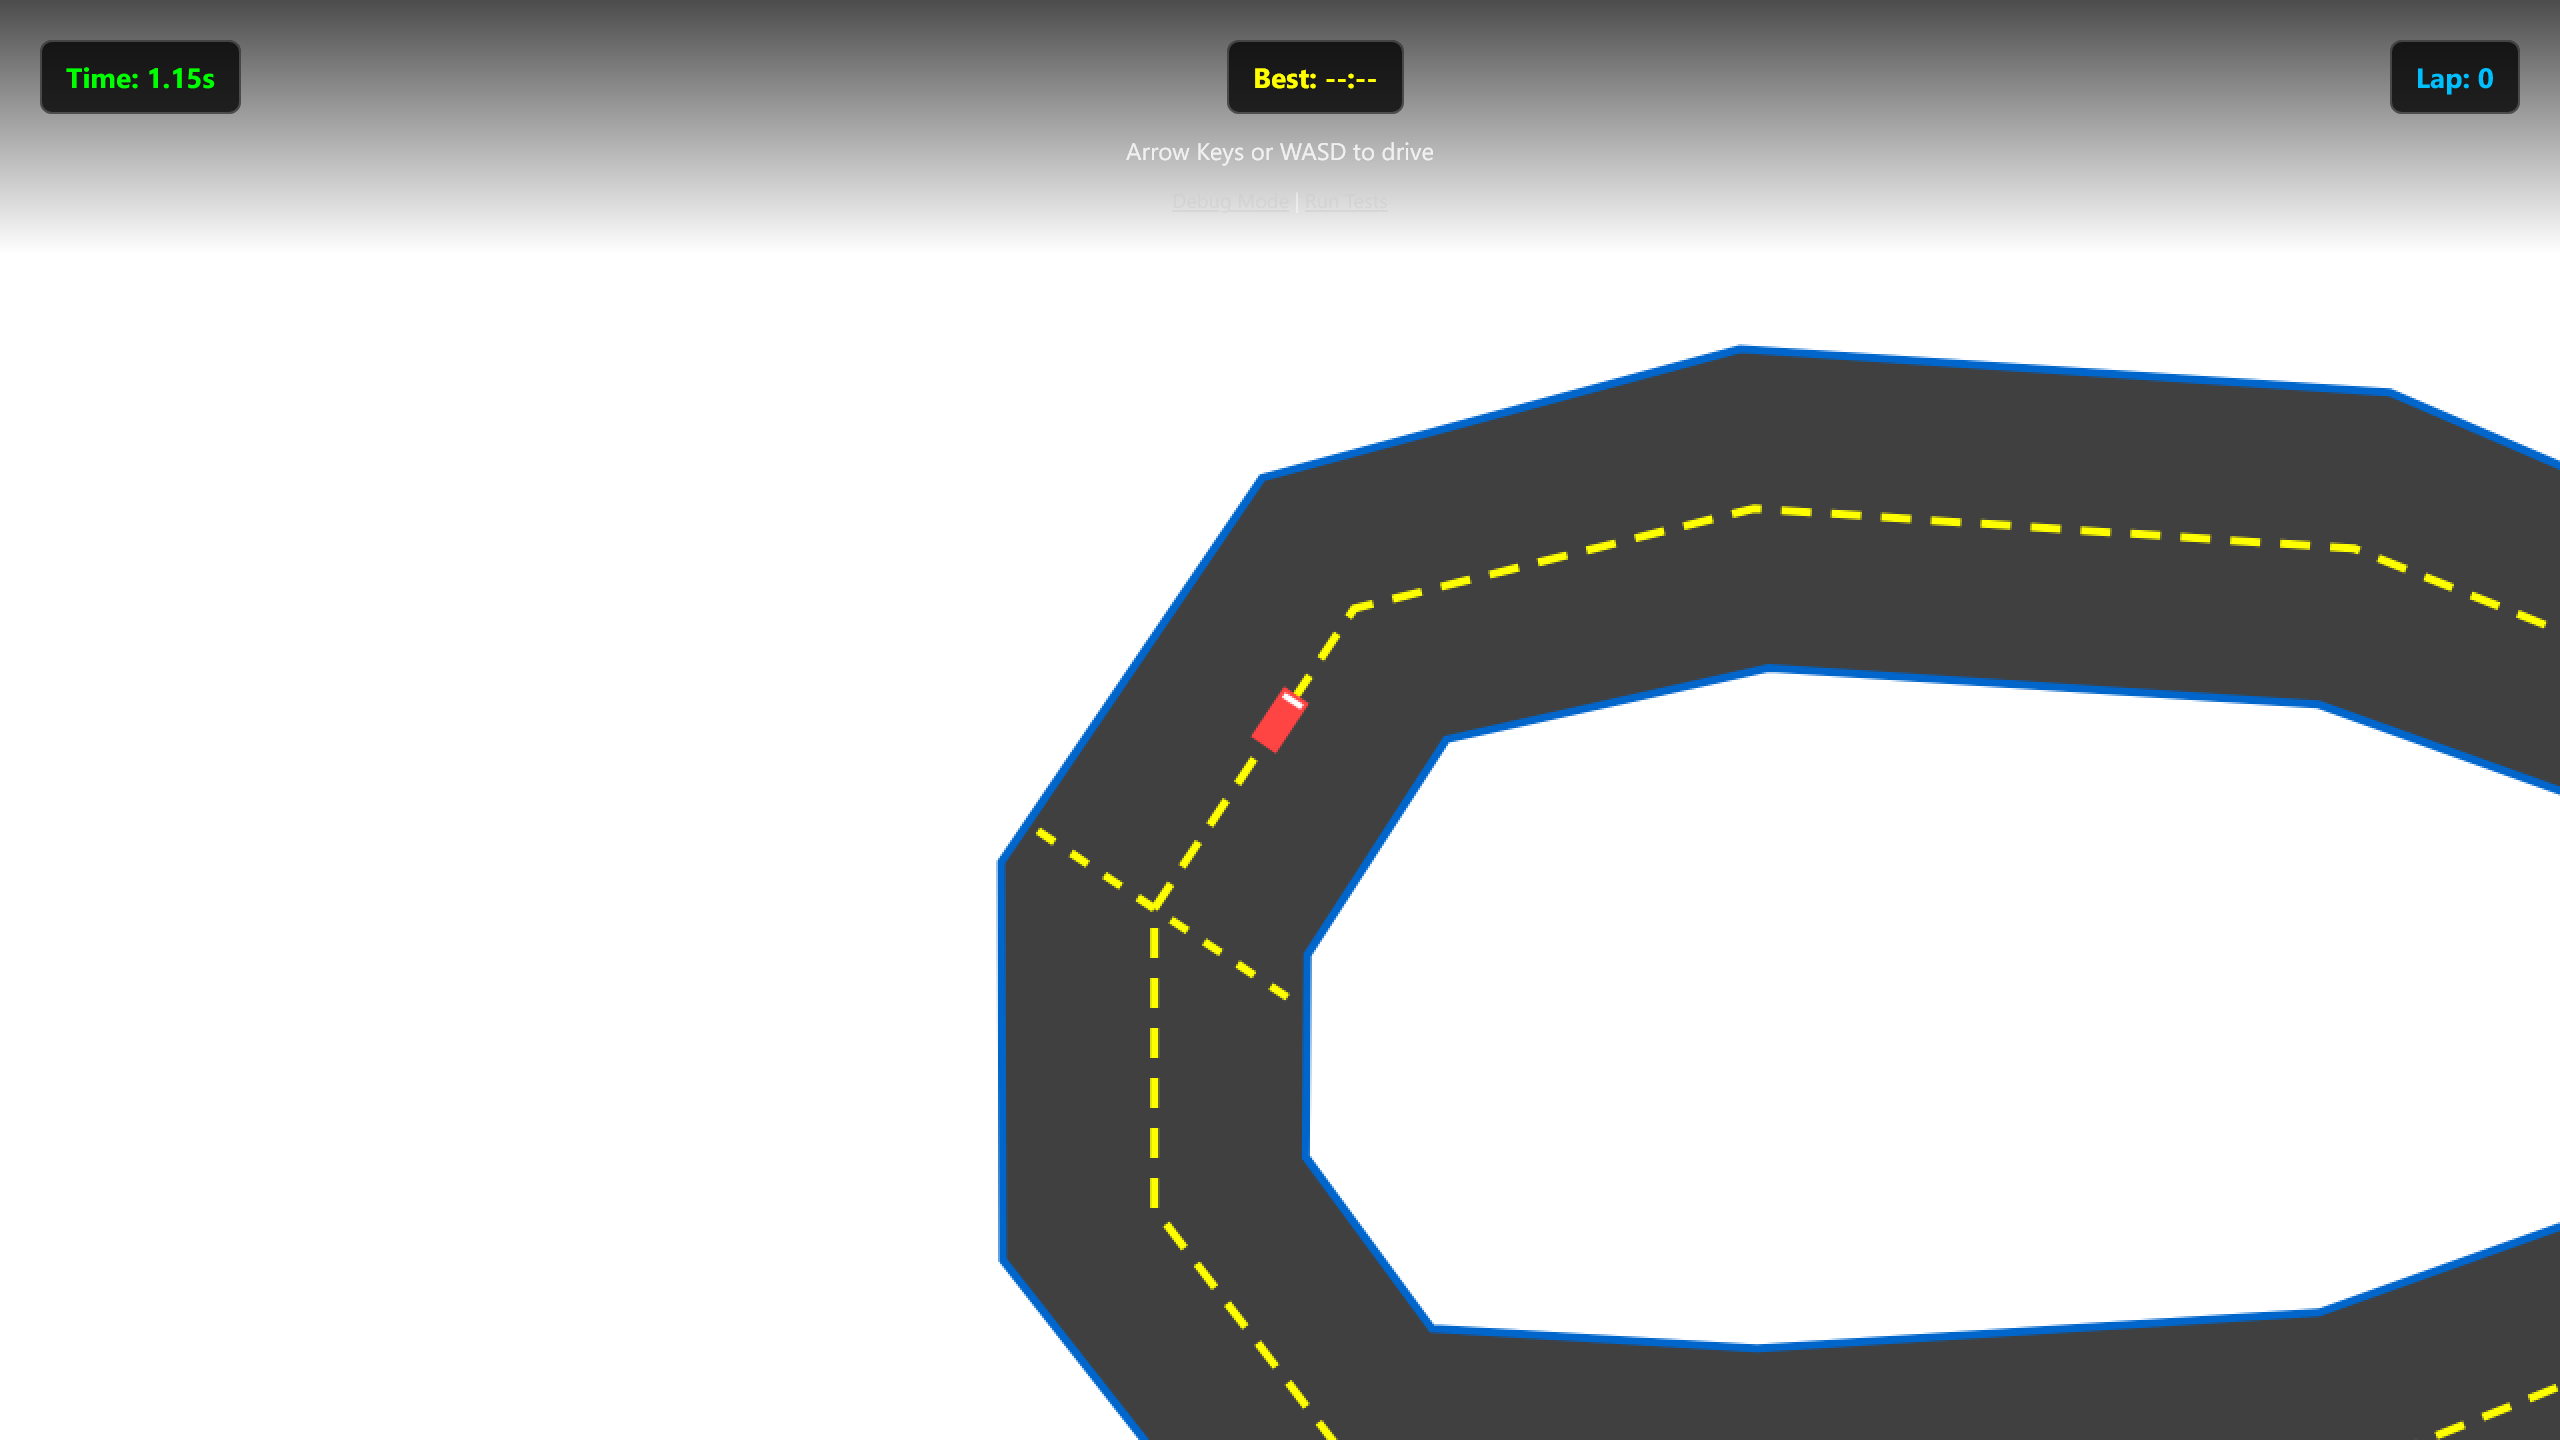 Time: 1.15s
Best: --:--
Lap: 0
Arrow Keys or WASD to drive
Debug Mode | Run Tests